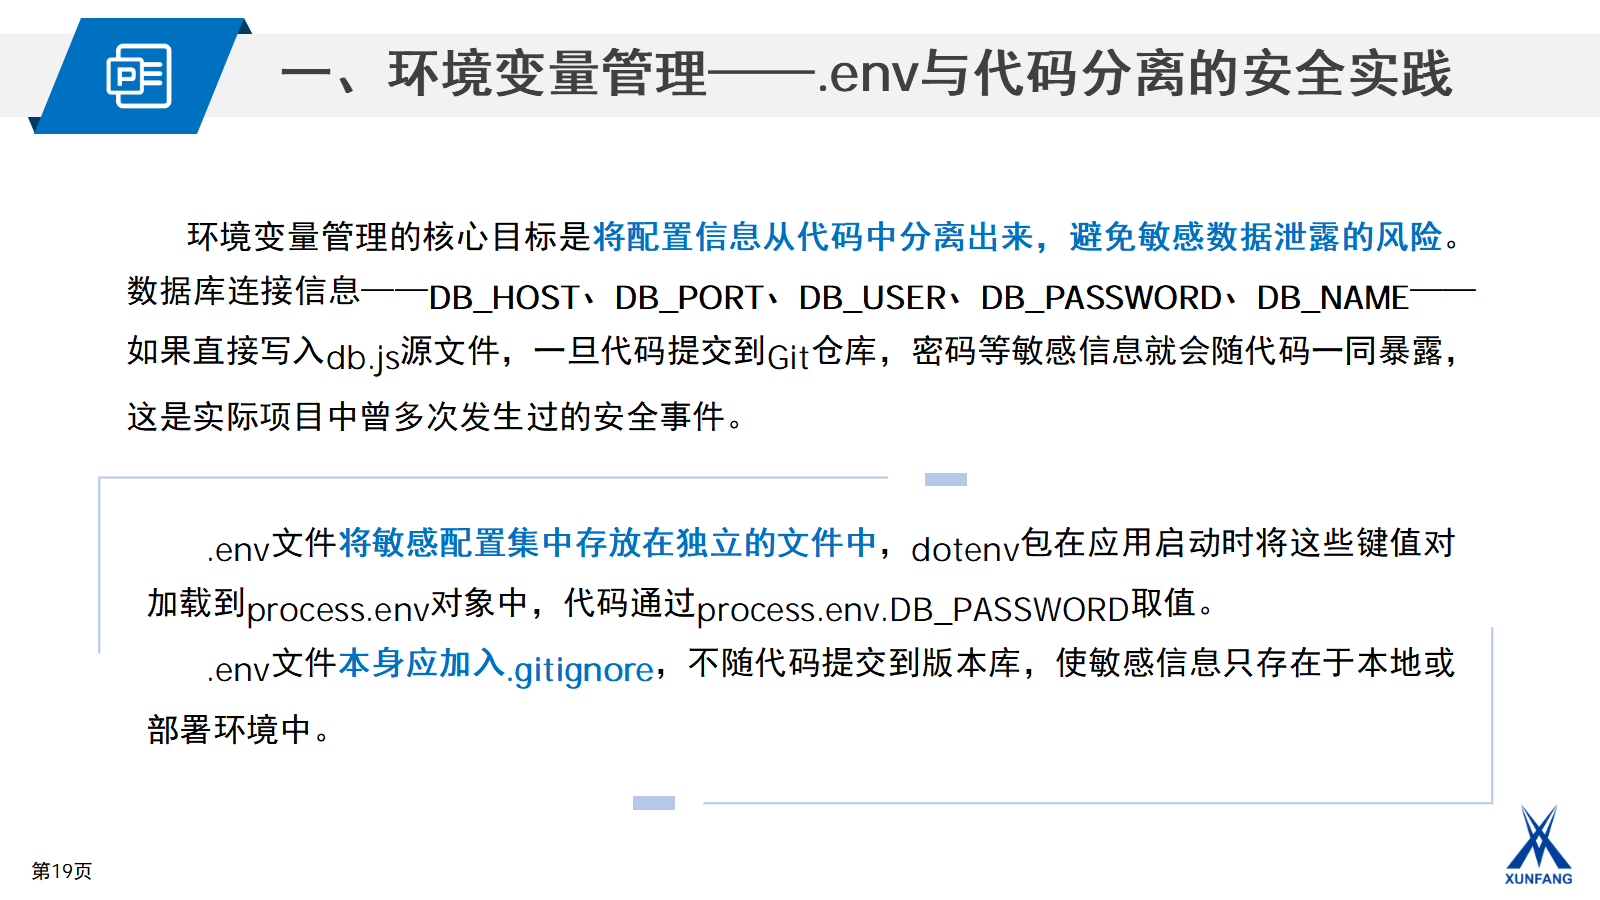 一、环境变量管理——.env与代码分离的安全实践
环境变量管理的核心目标是将配置信息从代码中分离出来，避免敏感数据泄露的风险。
数据库连接信息——DB_HOST、DB_PORT、DB_USER、DB_PASSWORD、DB_NAME——
如果直接写入db.js源文件，一旦代码提交到Git仓库，密码等敏感信息就会随代码一同暴露，
这是实际项目中曾多次发生过的安全事件。
.env文件将敏感配置集中存放在独立的文件中，dotenv包在应用启动时将这些键值对
加载到process.env对象中，代码通过process.env.DB_PASSWORD取值。
.env文件本身应加入.gitignore，不随代码提交到版本库，使敏感信息只存在于本地或
部署环境中。
第19页
XUNFANG